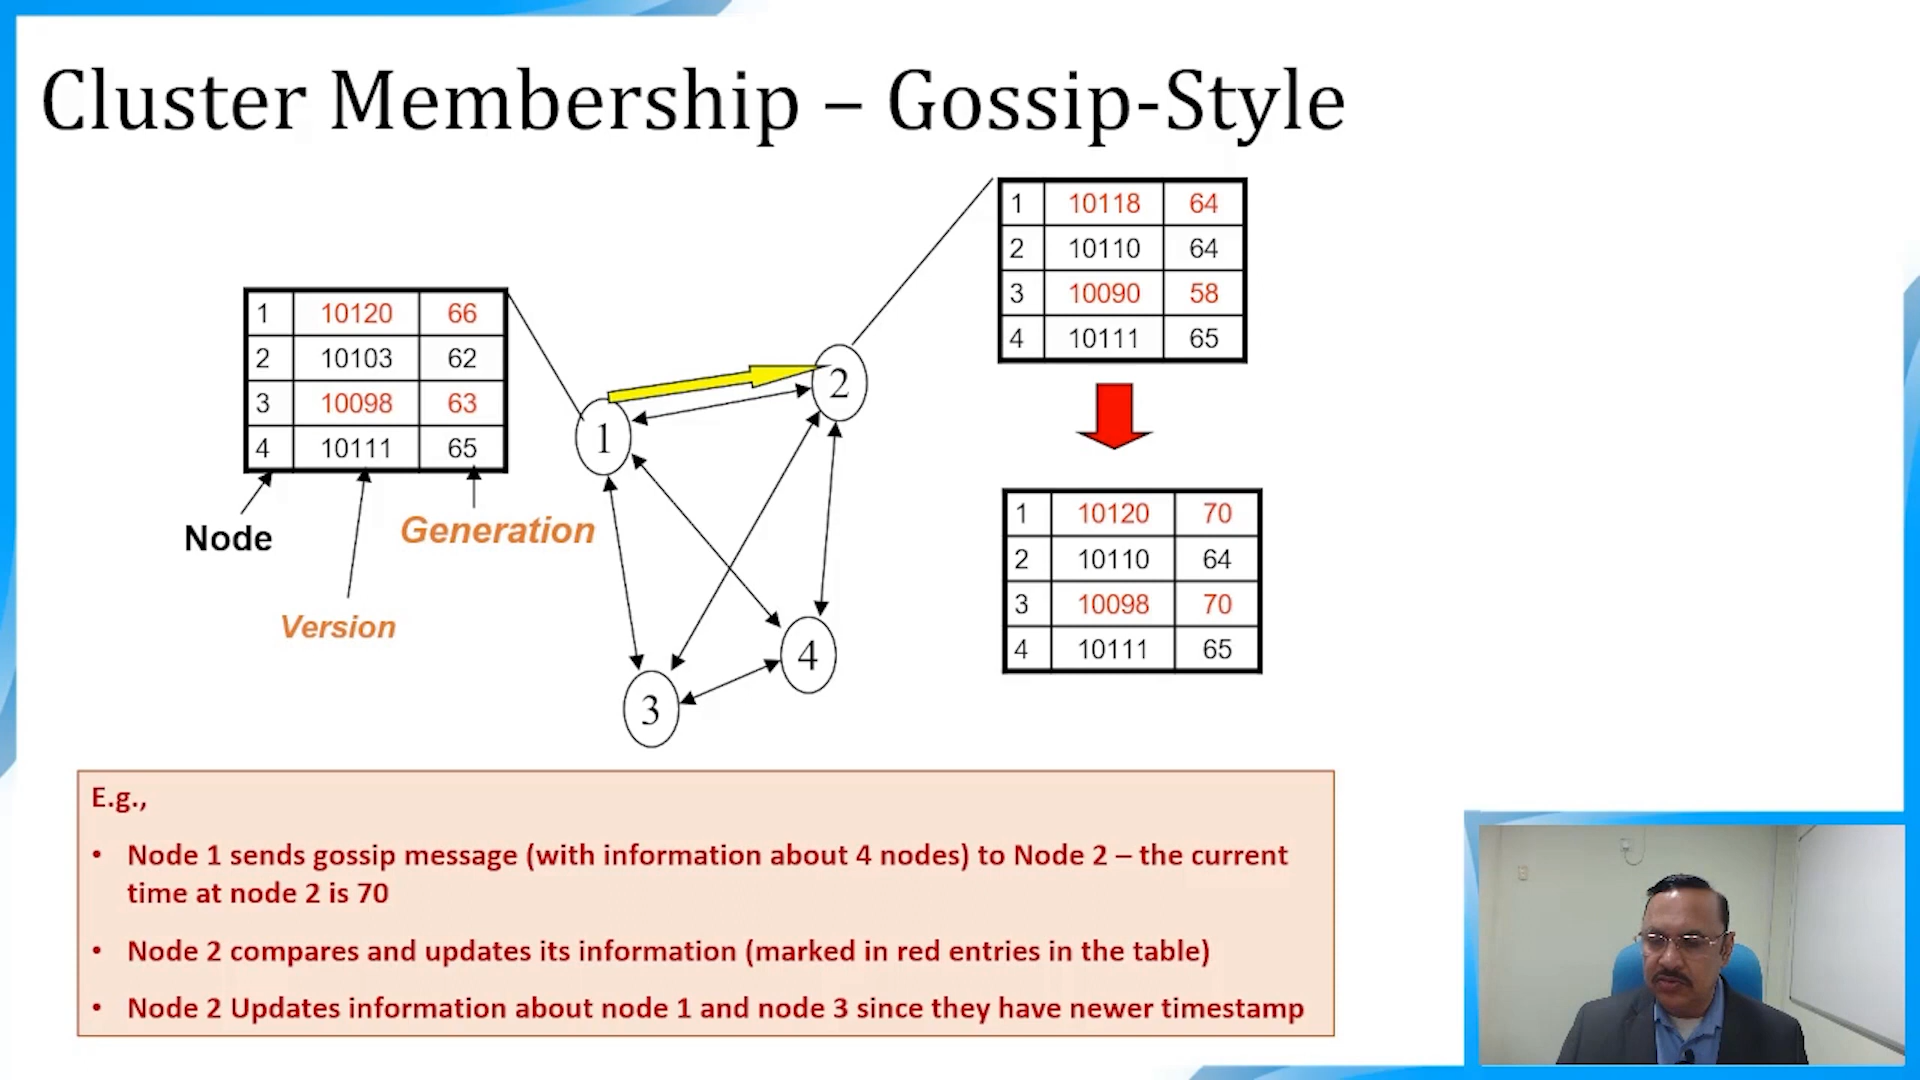 Cluster Membership – Gossip-Style
1 10120 66
2 10103 62
3 10098 63
4 10111 65
Node
Version
Generation
1
2
3
4
1 10118 64
2 10110 64
3 10090 58
4 10111 65
1 10120 70
2 10110 64
3 10098 70
4 10111 65
E.g.,
• Node 1 sends gossip message (with information about 4 nodes) to Node 2 – the current
time at node 2 is 70
• Node 2 compares and updates its information (marked in red entries in the table)
• Node 2 Updates information about node 1 and node 3 since they have newer timestamp